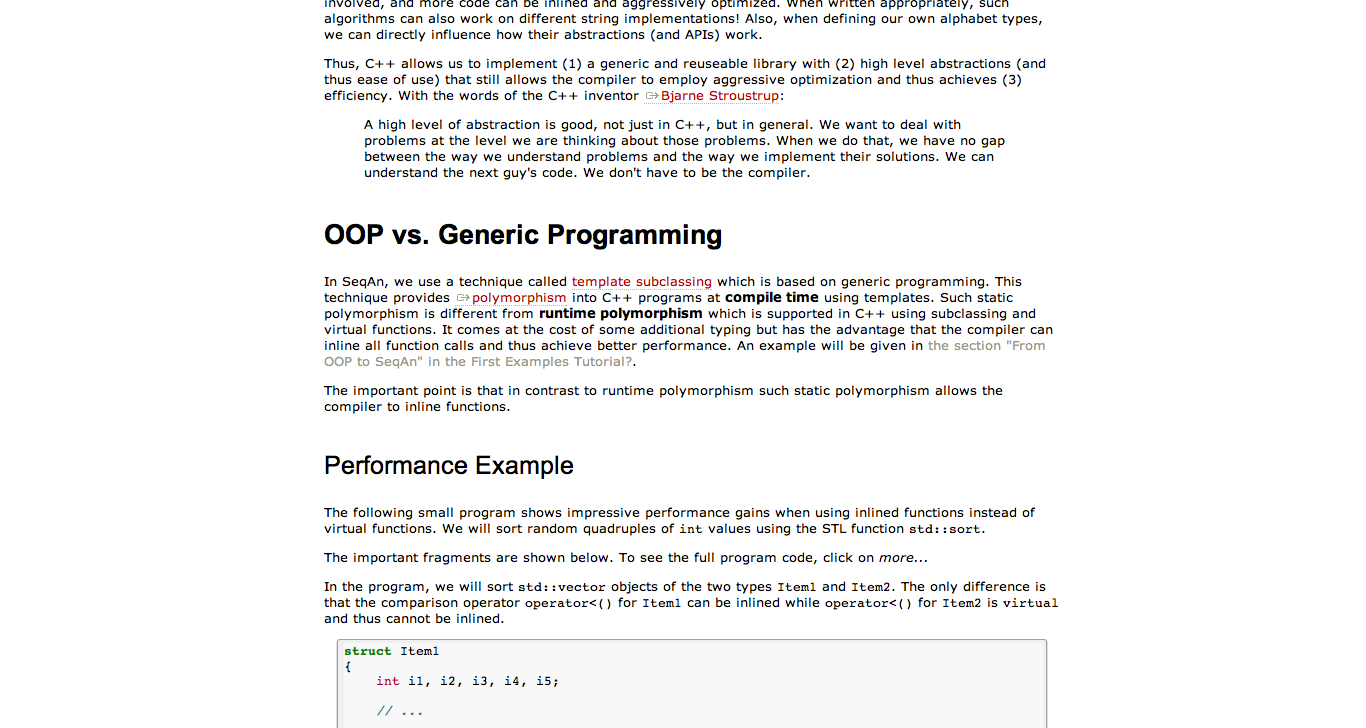 involved, and more code can be inlined and aggressively optimized. When written appropriately, such
algorithms can also work on different string implementations! Also, when defining our own alphabet types,
we can directly influence how their abstractions (and APIs) work.
Thus, C++ allows us to implement (1) a generic and reuseable library with (2) high level abstractions (and
thus ease of use) that still allows the compiler to employ aggressive optimization and thus achieves (3)
efficiency. With the words of the C++ inventor Bjarne Stroustrup:
A high level of abstraction is good, not just in C++, but in general. We want to deal with
problems at the level we are thinking about those problems. When we do that, we have no gap
between the way we understand problems and the way we implement their solutions. We can
understand the next guy's code. We don't have to be the compiler.
OOP vs. Generic Programming
In SeqAn, we use a technique called template subclassing which is based on generic programming. This
technique provides polymorphism into C++ programs at compile time using templates. Such static
polymorphism is different from runtime polymorphism which is supported in C++ using subclassing and
virtual functions. It comes at the cost of some additional typing but has the advantage that the compiler can
inline all function calls and thus achieve better performance. An example will be given in the section "From
OOP to SeqAn" in the First Examples Tutorial?.
The important point is that in contrast to runtime polymorphism such static polymorphism allows the
compiler to inline functions.
Performance Example
The following small program shows impressive performance gains when using inlined functions instead of
virtual functions. We will sort random quadruples of int values using the STL function std::sort.
The important fragments are shown below. To see the full program code, click on more...
In the program, we will sort std::vector objects of the two types Item1 and Item2. The only difference is
that the comparison operator operator<() for Item1 can be inlined while operator<() for Item2 is virtual
and thus cannot be inlined.
struct Item1
{
int i1, i2, i3, i4, i5;
// ...